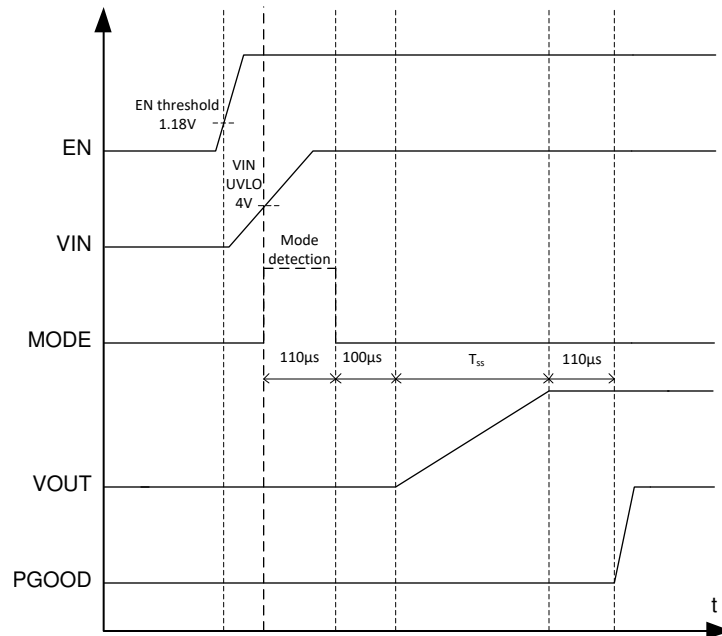 EN threshold
1.18V
EN
VIN
UVLO
4V
VIN
Mode
detection
MODE
110µs
100µs
Tss
110µs
VOUT
PGOOD
t